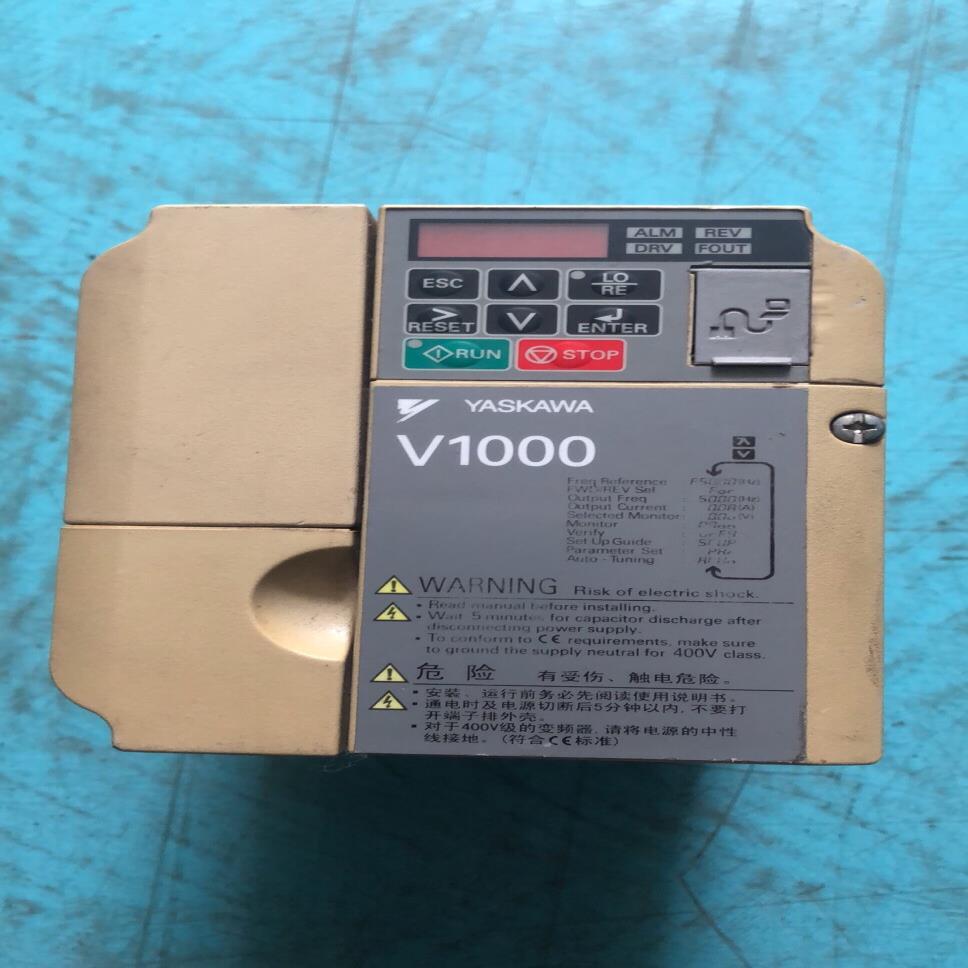 ALM REV
DRV FOUT
ESC
LO
RE
RESET
ENTER
RUN
STOP
YASKAWA
V1000
Freq Reference
FWD/REV Sel
Output Freq
Output Current (A)
Selected Monitor: (V)
Monitor
Verify
Set Up Guide :
Parameter Set
Auto - Tuning
WARNING Risk of electric shock.
• Read manual before installing.
• Wait 5 minutes for capacitor discharge after
disconnecting power supply.
• To conform to CE requirements, make sure
to ground the supply neutral for 400V class.
危险 有受伤、触电危险。
• 安装、运行前务必先阅读使用说明书。
• 通电时及电源切断后5分钟以内,不要打
开端子排外壳。
• 对于400V级的变频器,请将电源的中性
线接地。(符合CE标准)